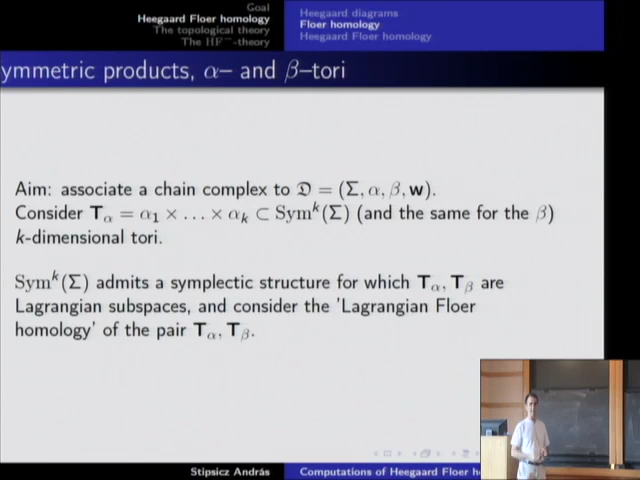 Goal
Heegaard Floer homology
The topological theory
The HF⁻-theory
Heegaard diagrams
Floer homology
Heegaard Floer homology
ymmetric products, α– and β–tori
Aim: associate a chain complex to 𝔇 = (Σ, α, β, w).
Consider T_α = α₁ × … × α_k ⊂ Sym^k(Σ) (and the same for the β)
k-dimensional tori.
Sym^k(Σ) admits a symplectic structure for which T_α, T_β are
Lagrangian subspaces, and consider the 'Lagrangian Floer
homology' of the pair T_α, T_β.
Stipsicz András
Computations of Heegaard Floer h